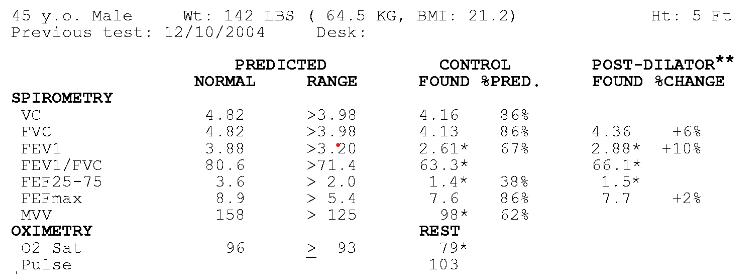 45 y.o. Male Wt: 142 LBS ( 64.5 KG, BMI: 21.2) Ht: 5 Ft
Previous test: 12/10/2004 Desk:
PREDICTED CONTROL POST-DILATOR**
NORMAL RANGE FOUND %PRED. FOUND %CHANGE
SPIROMETRY
VC 4.82 >3.98 4.16 86%
FVC 4.82 >3.98 4.13 86% 4.36 +6%
FEV1 3.88 >3.20 2.61* 67% 2.88* +10%
FEV1/FVC 80.6 >71.4 63.3* 66.1*
FEF25-75 3.6 > 2.0 1.4* 38% 1.5*
FEFmax 8.9 > 5.4 7.6 86% 7.7 +2%
MVV 158 > 125 98* 62%
OXIMETRY REST
O2 Sat 96 ≥ 93 79*
Pulse 103